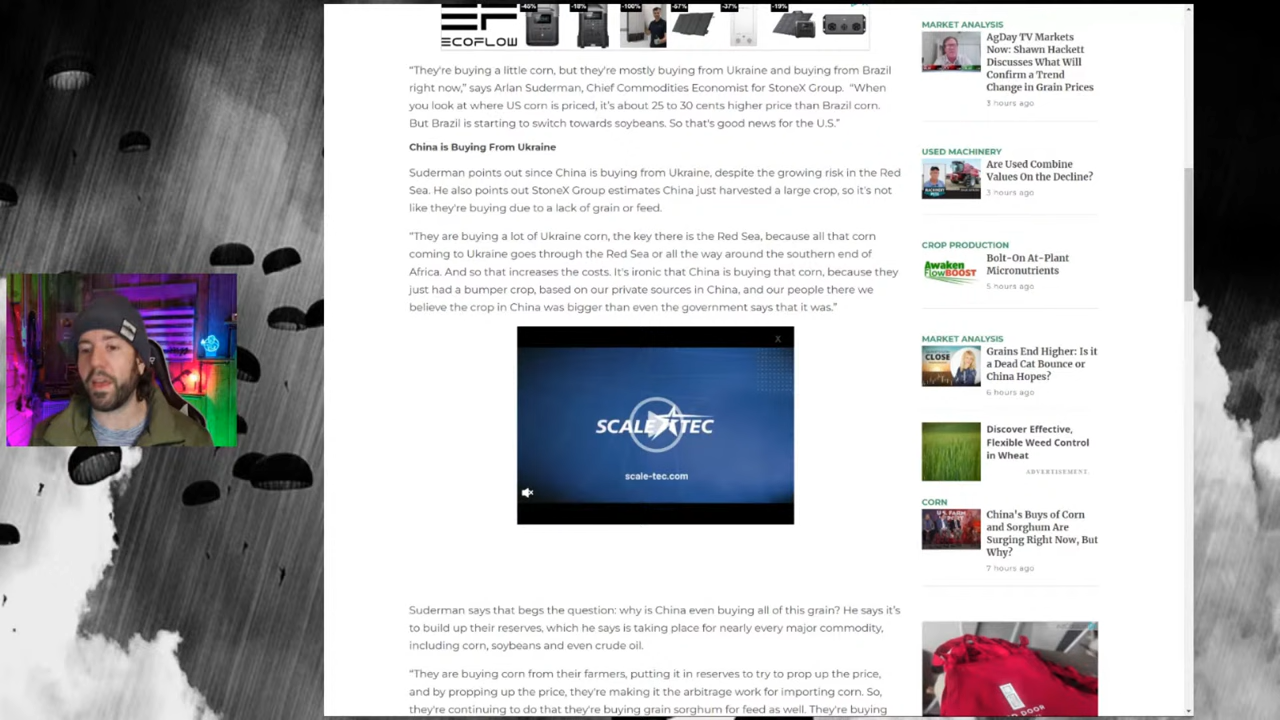 -46%
-18%
-100%
-67%
-37%
-19%
ECOFLOW
“They're buying a little corn, but they're mostly buying from Ukraine and buying from Brazil
right now,” says Arlan Suderman, Chief Commodities Economist for StoneX Group. “When
you look at where US corn is priced, it's about 25 to 30 cents higher price than Brazil corn.
But Brazil is starting to switch towards soybeans. So that's good news for the U.S.”
China is Buying From Ukraine
Suderman points out since China is buying from Ukraine, despite the growing risk in the Red
Sea. He also points out StoneX Group estimates China just harvested a large crop, so it's not
like they're buying due to a lack of grain or feed.
“They are buying a lot of Ukraine corn, the key there is the Red Sea, because all that corn
coming to Ukraine goes through the Red Sea or all the way around the southern end of
Africa. And so that increases the costs. It's ironic that China is buying that corn, because they
just had a bumper crop, based on our private sources in China, and our people there we
believe the crop in China was bigger than even the government says that it was.”
X
SCALE TEC
scale-tec.com
Suderman says that begs the question: why is China even buying all of this grain? He says it's
to build up their reserves, which he says is taking place for nearly every major commodity,
including corn, soybeans and even crude oil.
“They are buying corn from their farmers, putting it in reserves to try to prop up the price,
and by propping up the price, they're making it the arbitrage work for importing corn. So,
they're continuing to do that they're buying grain sorghum for feed as well. They're buying
MARKET ANALYSIS
AgDay TV Markets
Now: Shawn Hackett
Discusses What Will
Confirm a Trend
Change in Grain Prices
3 hours ago
USED MACHINERY
Are Used Combine
Values On the Decline?
3 hours ago
CROP PRODUCTION
Awaken
FlowBOOST
Bolt-On At-Plant
Micronutrients
5 hours ago
MARKET ANALYSIS
CLOSE
Grains End Higher: Is it
a Dead Cat Bounce or
China Hopes?
6 hours ago
Discover Effective,
Flexible Weed Control
in Wheat
ADVERTISEMENT
CORN
U.S. FARM
China's Buys of Corn
and Sorghum Are
Surging Right Now, But
Why?
7 hours ago